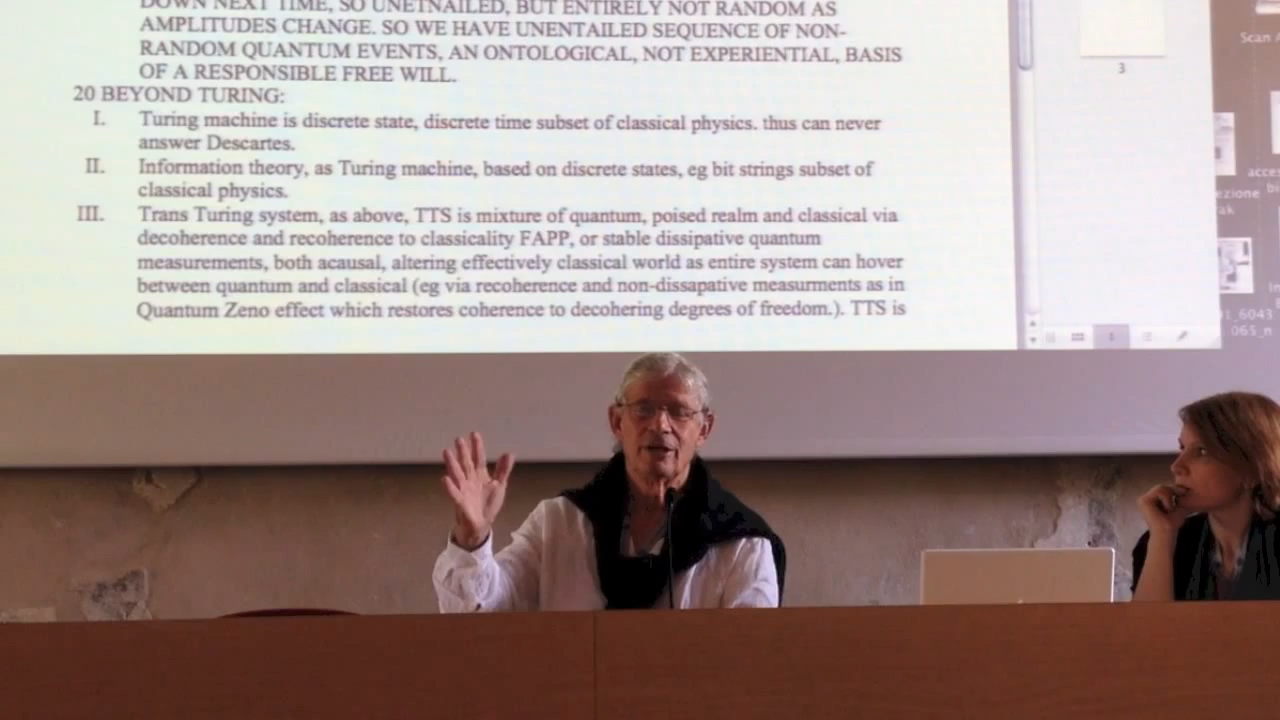 DOWN NEXT TIME, SO UNETNAILED, BUT ENTIRELY NOT RANDOM AS
AMPLITUDES CHANGE. SO WE HAVE UNENTAILED SEQUENCE OF NON-
RANDOM QUANTUM EVENTS, AN ONTOLOGICAL, NOT EXPERIENTIAL, BASIS
OF A RESPONSIBLE FREE WILL.
20 BEYOND TURING:
I. Turing machine is discrete state, discrete time subset of classical physics. thus can never
answer Descartes.
II. Information theory, as Turing machine, based on discrete states, eg bit strings subset of
classical physics.
III. Trans Turing system, as above, TTS is mixture of quantum, poised realm and classical via
decoherence and recoherence to classicality FAPP, or stable dissipative quantum
measurements, both acausal, altering effectively classical world as entire system can hover
between quantum and classical (eg via recoherence and non-dissapative measurments as in
Quantum Zeno effect which restores coherence to decohering degrees of freedom.). TTS is
3
Scan